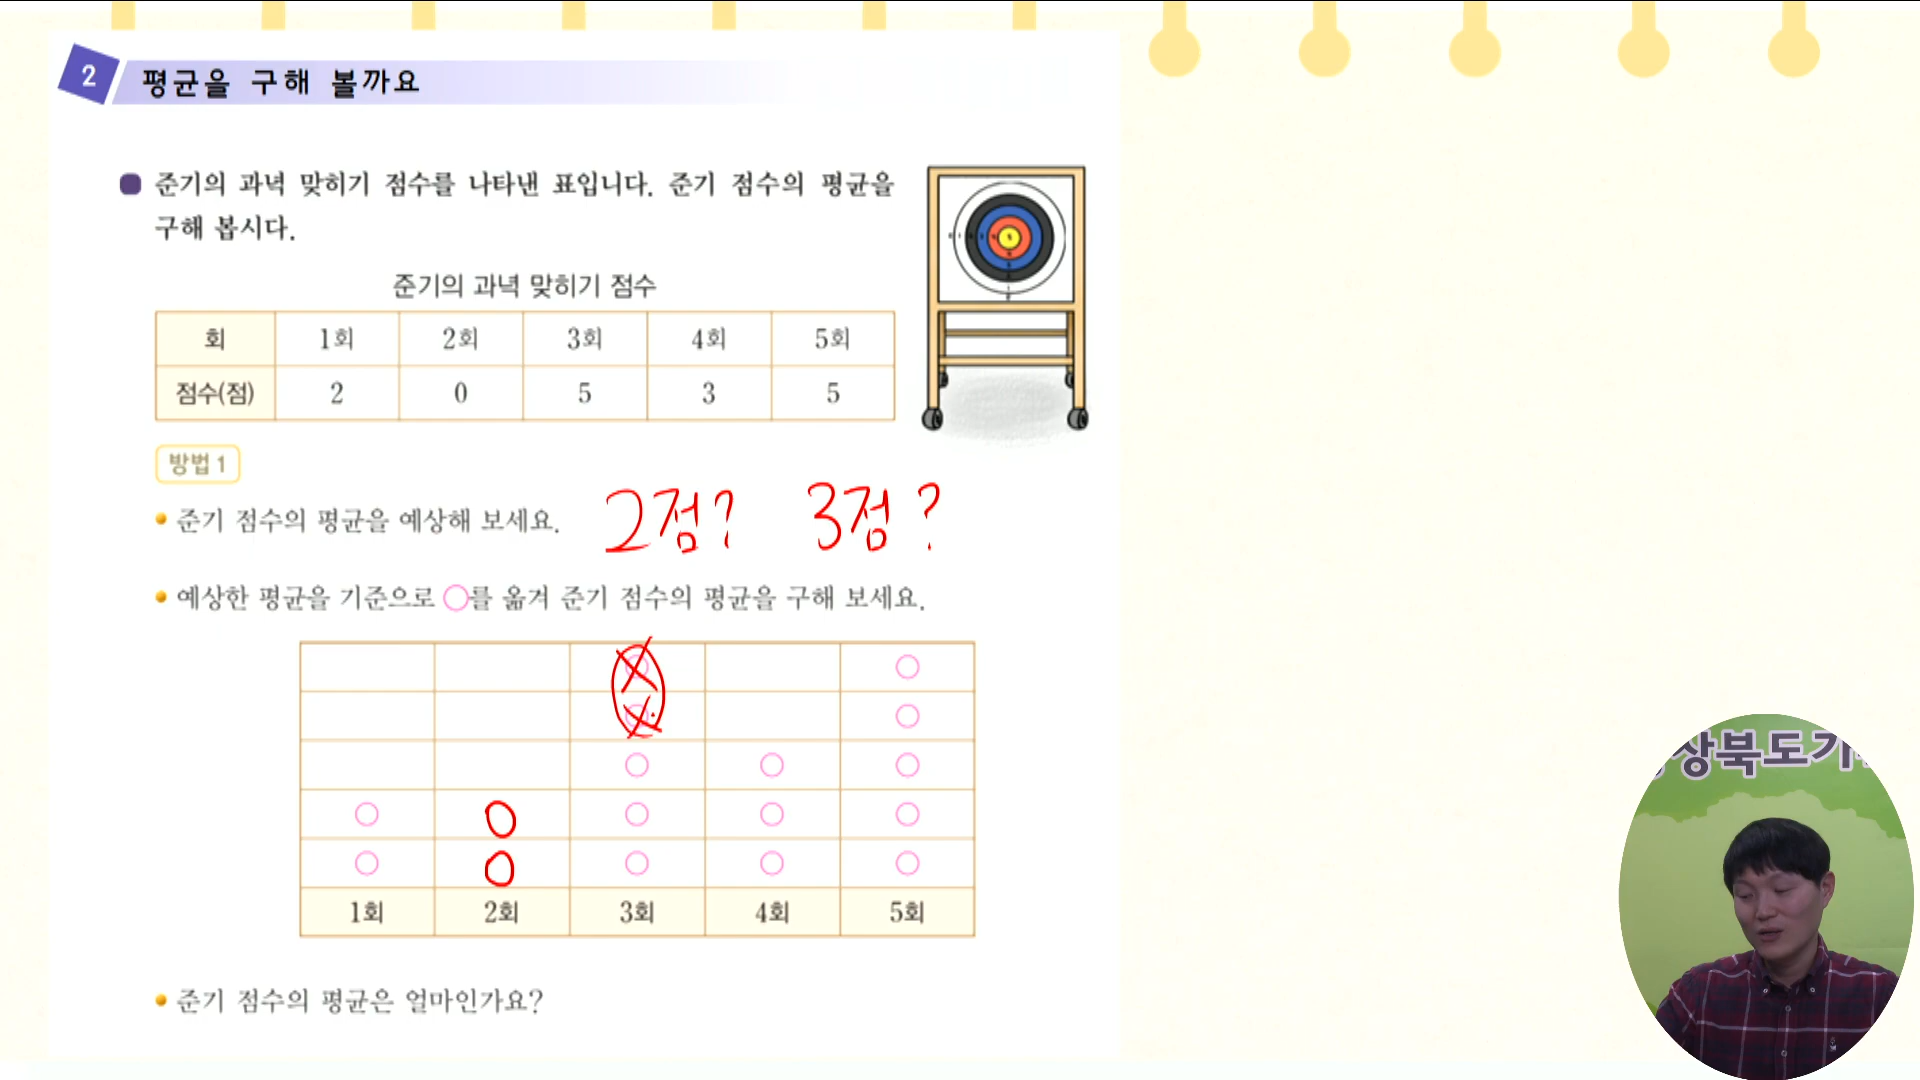 2 평균을 구해 볼까요
준기의 과녁 맞히기 점수를 나타낸 표입니다. 준기 점수의 평균을
구해 봅시다.
준기의 과녁 맞히기 점수
회 1회 2회 3회 4회 5회
점수(점) 2 0 5 3 5
방법 1
준기 점수의 평균을 예상해 보세요. 2점? 3점?
예상한 평균을 기준으로 ○를 옮겨 준기 점수의 평균을 구해 보세요.
1회 2회 3회 4회 5회
준기 점수의 평균은 얼마인가요?
상북도